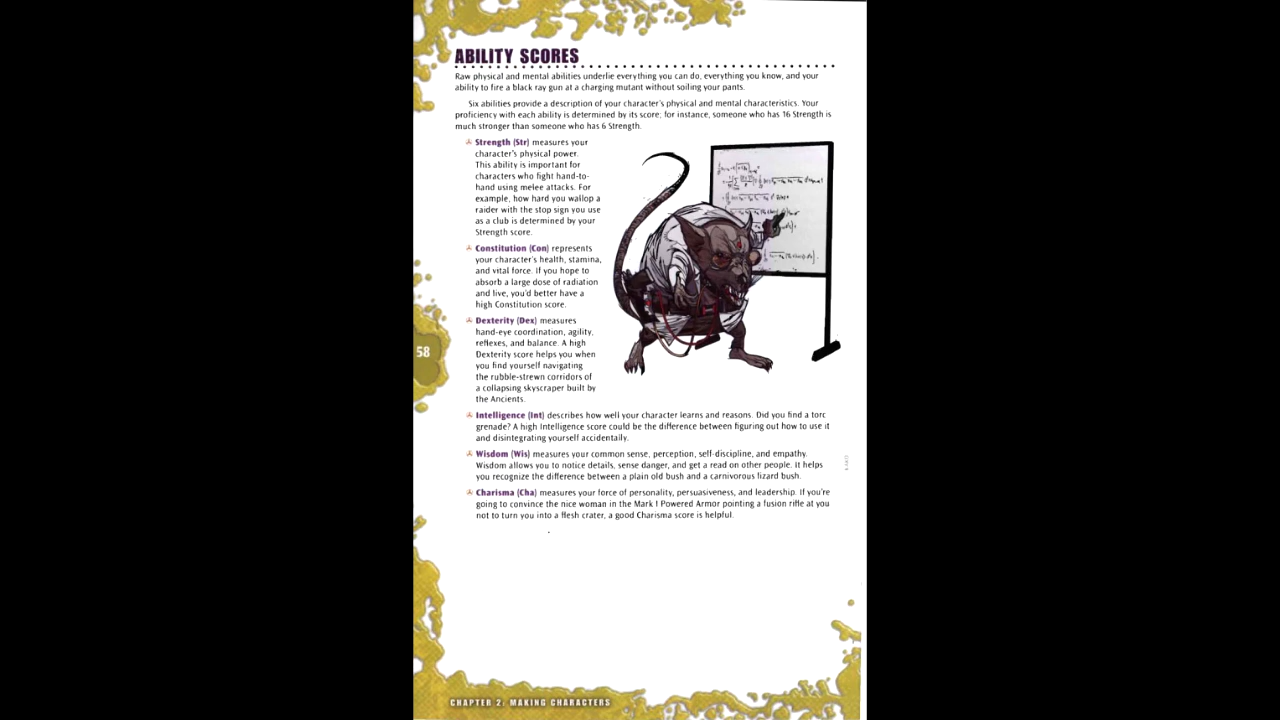 ABILITY SCORES
Raw physical and mental abilities underlie everything you can do, everything you know, and your
ability to fire a black ray gun at a charging mutant without soiling your pants.
Six abilities provide a description of your character's physical and mental characteristics. Your
proficiency with each ability is determined by its score; for instance, someone who has 16 Strength is
much stronger than someone who has 6 Strength.
Strength (Str) measures your
character's physical power.
This ability is important for
characters who fight hand-to-
hand using melee attacks. For
example, how hard you wallop a
raider with the stop sign you use
as a club is determined by your
Strength score.
Constitution (Con) represents
your character's health, stamina,
and vital force. If you hope to
absorb a large dose of radiation
and live, you'd better have a
high Constitution score.
Dexterity (Dex) measures
hand-eye coordination, agility,
reflexes, and balance. A high
Dexterity score helps you when
you find yourself navigating
the rubble-strewn corridors of
a collapsing skyscraper built by
the Ancients.
58
Intelligence (Int) describes how well your character learns and reasons. Did you find a torc
grenade? A high Intelligence score could be the difference between figuring out how to use it
and disintegrating yourself accidentally.
Wisdom (Wis) measures your common sense, perception, self-discipline, and empathy.
Wisdom allows you to notice details, sense danger, and get a read on other people. It helps
you recognize the difference between a plain old bush and a carnivorous lizard bush.
Charisma (Cha) measures your force of personality, persuasiveness, and leadership. If you're
going to convince the nice woman in the Mark I Powered Armor pointing a fusion rifle at you
not to turn you into a flesh crater, a good Charisma score is helpful.
CHAPTER 2: MAKING CHARACTERS